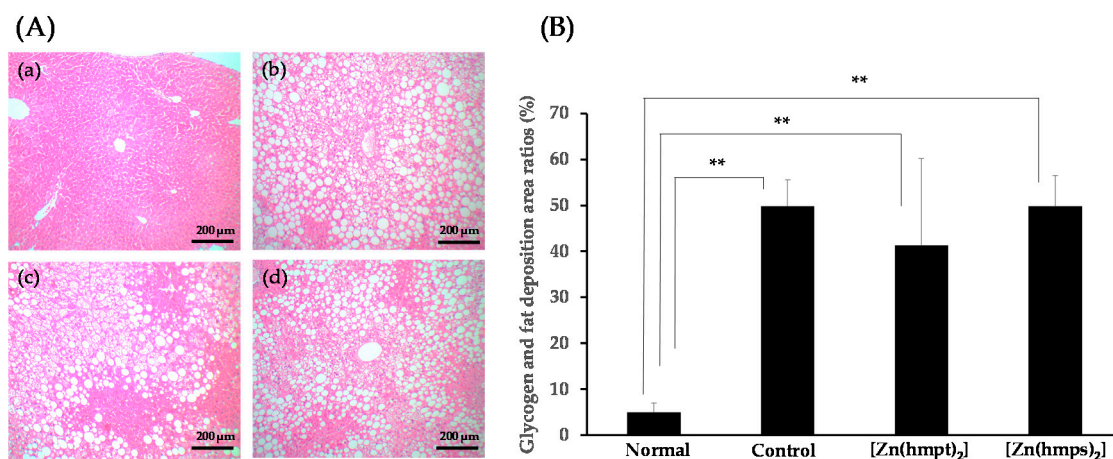 (A)
(a)
200 µm
(b)
200 µm
(c)
200 µm
(d)
200 µm
(B)
Glycogen and fat deposition area ratios (%)
**
**
**
70
60
50
40
30
20
10
0
Normal
Control
[Zn(hmpt)₂]
[Zn(hmps)₂]